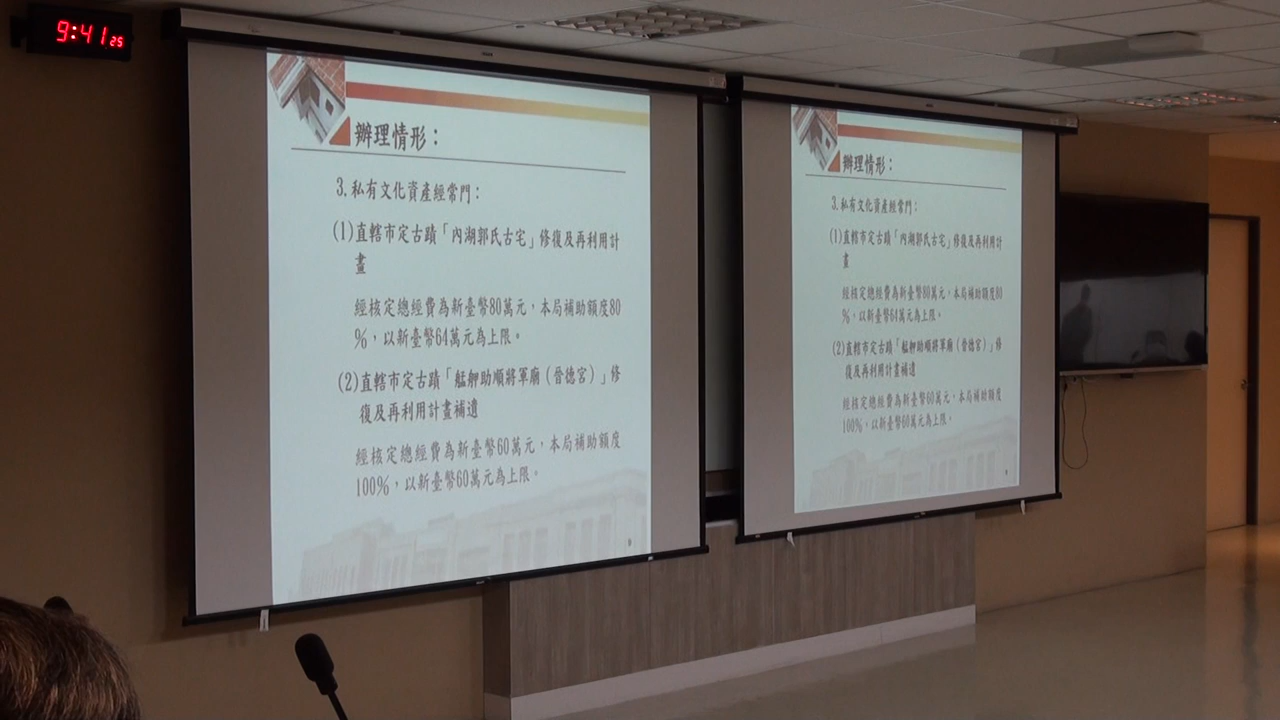 9:41 25
辦理情形：
3.私有文化資產經常門：
(1)直轄市定古蹟「內湖郭氏古宅」修復及再利用計
畫
經核定總經費為新臺幣80萬元，本局補助額度80
%，以新臺幣64萬元為上限。
(2)直轄市定古蹟「艋舺助順將軍廟（晉德宮）」修
復及再利用計畫補遺
經核定總經費為新臺幣60萬元，本局補助額度
100%，以新臺幣60萬元為上限。
9
辦理情形：
3.私有文化資產經常門：
(1)直轄市定古蹟「內湖郭氏古宅」修復及再利用計
畫
經核定總經費為新臺幣80萬元，本局補助額度80
%，以新臺幣64萬元為上限。
(2)直轄市定古蹟「艋舺助順將軍廟（晉德宮）」修
復及再利用計畫補遺
經核定總經費為新臺幣60萬元，本局補助額度
100%，以新臺幣60萬元為上限。
9